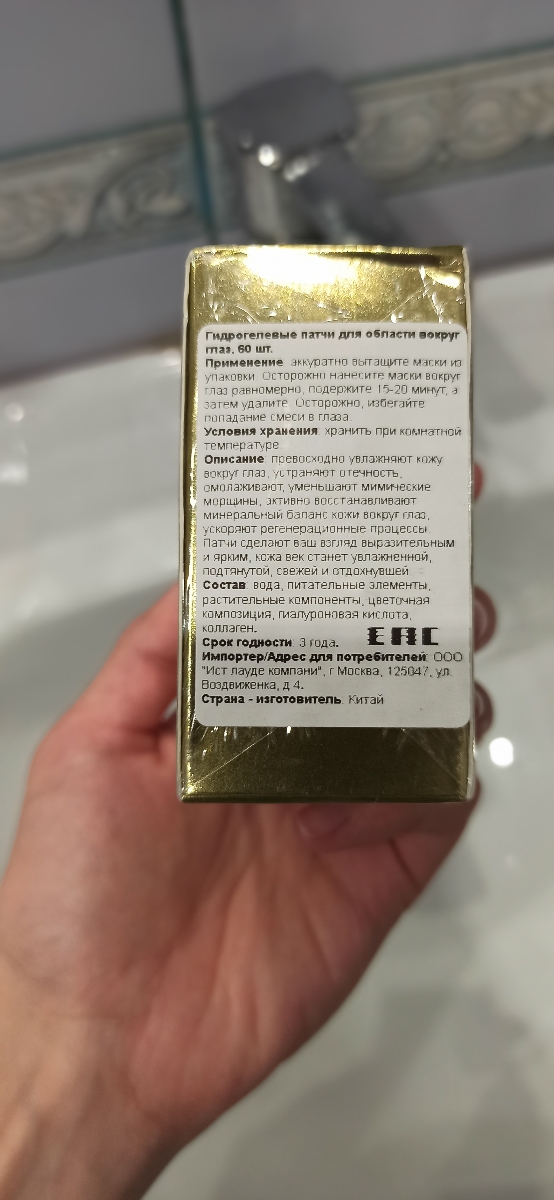 Гидрогелевые патчи для области вокруг
глаз, 60 шт.
Применение: аккуратно вытащите маски из
упаковки. Осторожно нанесите маски вокруг
глаз равномерно, подержите 15-20 минут, а
затем удалите. Осторожно, избегайте
попадание смеси в глаза.
Условия хранения: хранить при комнатной
температуре.
Описание: превосходно увлажняют кожу
вокруг глаз, устраняют отечность,
омолаживают, уменьшают мимические
морщины, активно восстанавливают
минеральный баланс кожи вокруг глаз,
ускоряют регенерационные процессы.
Патчи сделают ваш взгляд выразительным
и ярким, кожа век станет увлажненной,
подтянутой, свежей и отдохнувшей.
Состав: вода, питательные элементы,
растительные компоненты, цветочная
композиция, гиалуроновая кислота,
коллаген.
Срок годности: 3 года. ЕАС
Импортер/Адрес для потребителей: ООО
"Ист лауде компани", г Москва, 125047, ул.
Воздвиженка, д 4.
Страна - изготовитель: Китай